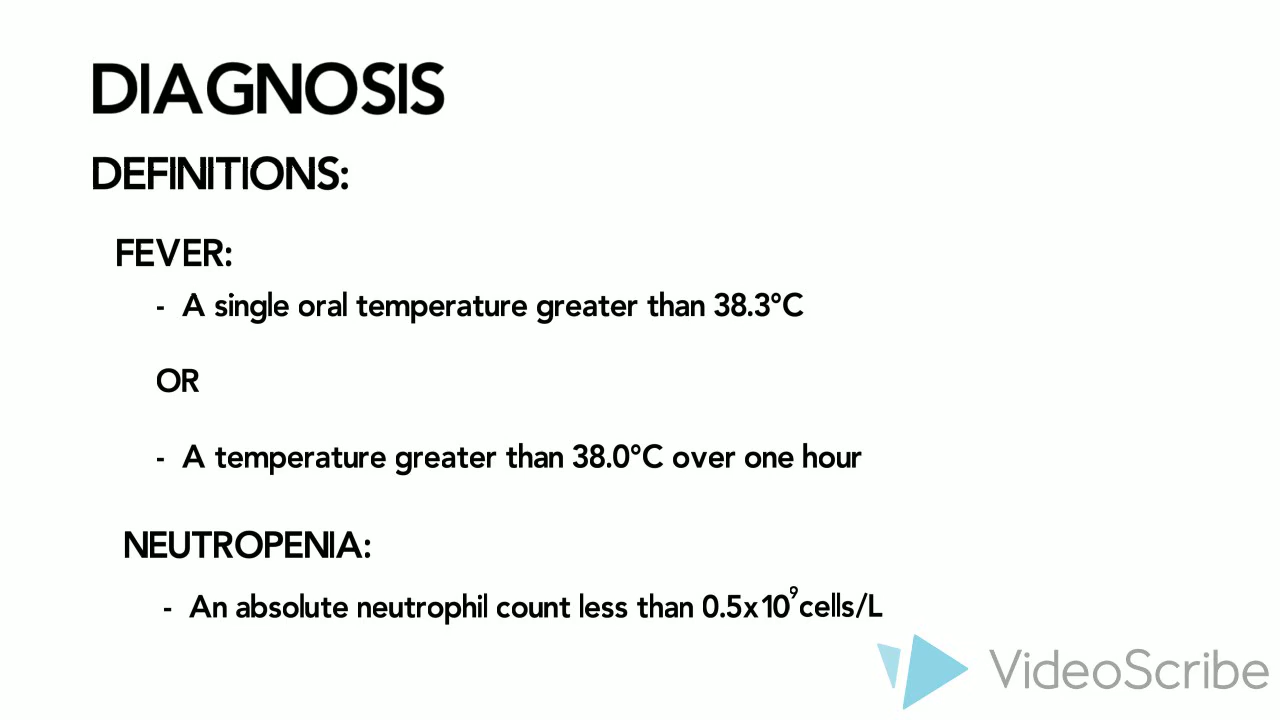 DIAGNOSIS
DEFINITIONS:
FEVER:
- A single oral temperature greater than 38.3°C
OR
- A temperature greater than 38.0°C over one hour
NEUTROPENIA:
- An absolute neutrophil count less than 0.5x10⁹cells/L
VideoScribe